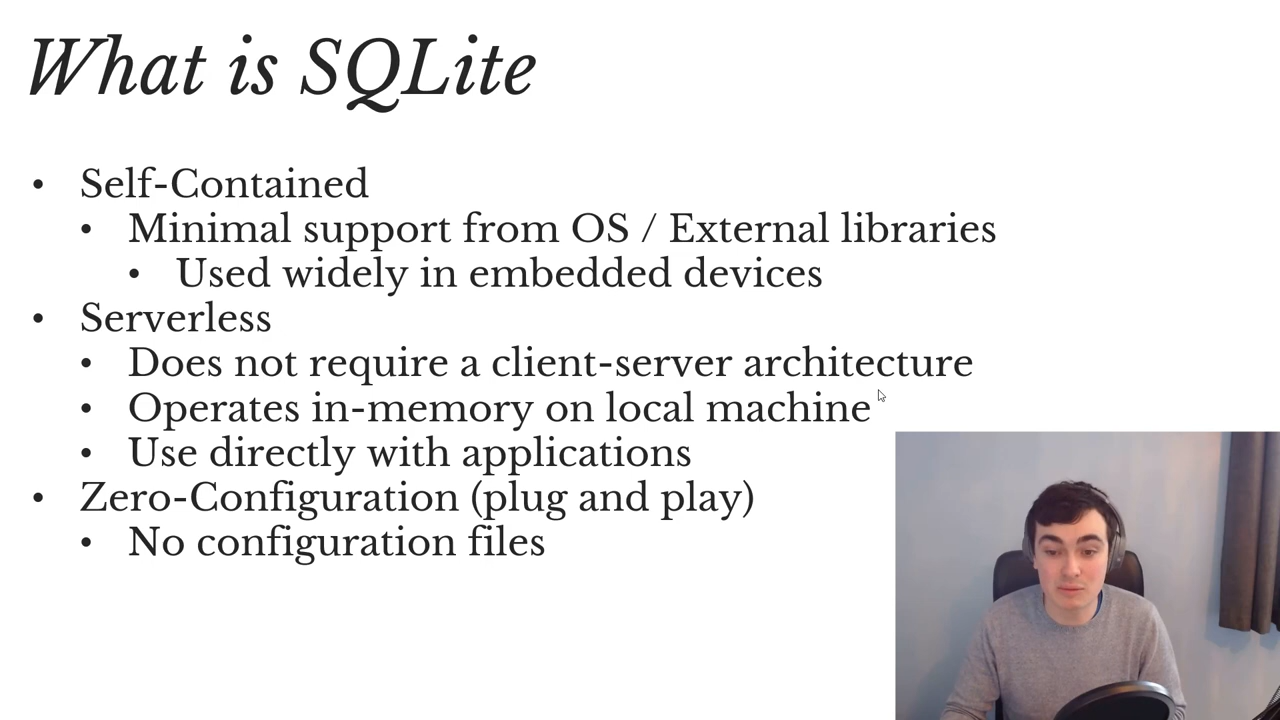 What is SQLite
• Self-Contained
• Minimal support from OS / External libraries
• Used widely in embedded devices
• Serverless
• Does not require a client-server architecture
• Operates in-memory on local machine
• Use directly with applications
• Zero-Configuration (plug and play)
• No configuration files